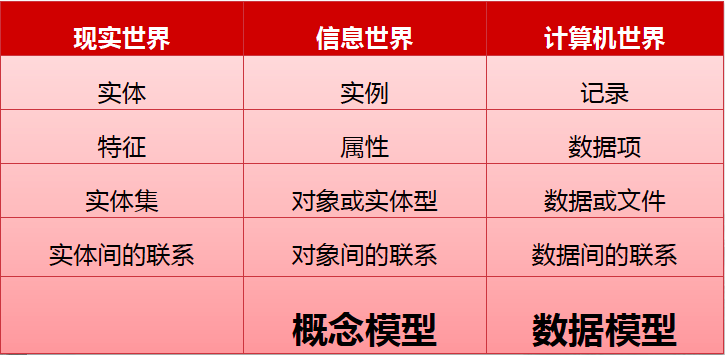 现实世界 信息世界 计算机世界
实体 实例 记录
特征 属性 数据项
实体集 对象或实体型 数据或文件
实体间的联系 对象间的联系 数据间的联系
概念模型 数据模型